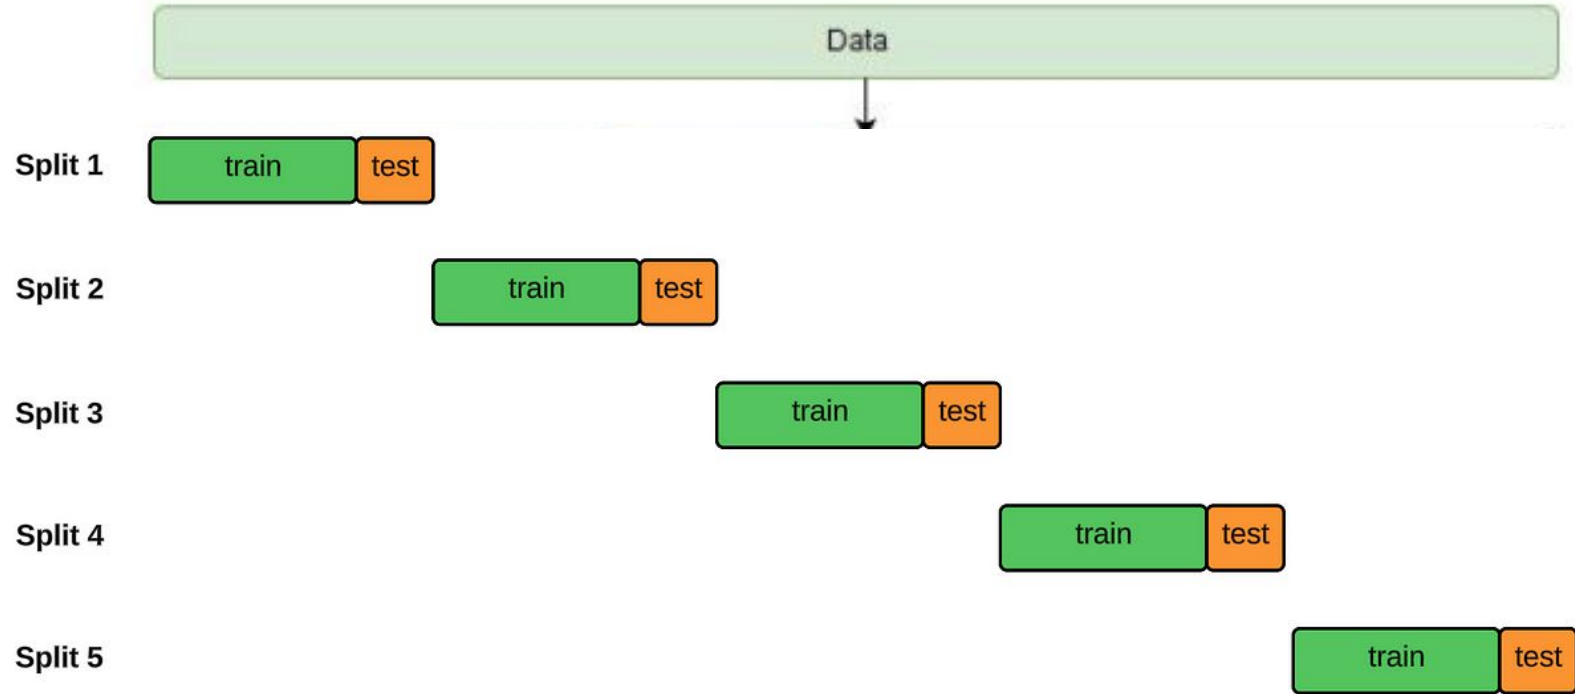 Data
Split 1 train test
Split 2 train test
Split 3 train test
Split 4 train test
Split 5 train test